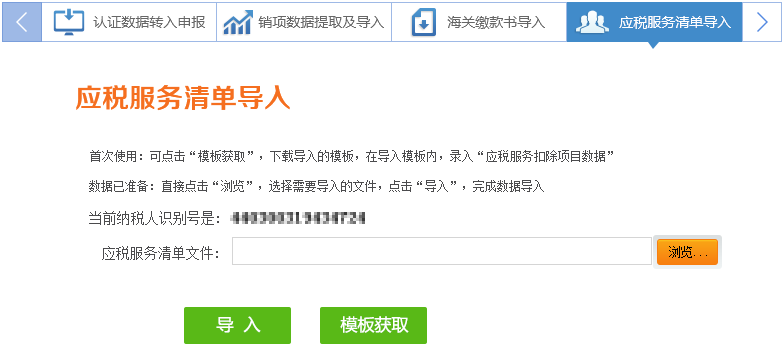 认证数据转入申报
销项数据提取及导入
海关缴款书导入
应税服务清单导入
应税服务清单导入
首次使用：可点击“模板获取”，下载导入的模板，在导入模板内，录入“应税服务扣除项目数据”
数据已准备：直接点击“浏览”，选择需要导入的文件，点击“导入”，完成数据导入
当前纳税人识别号是：
应税服务清单文件：
浏览...
导 入
模板获取